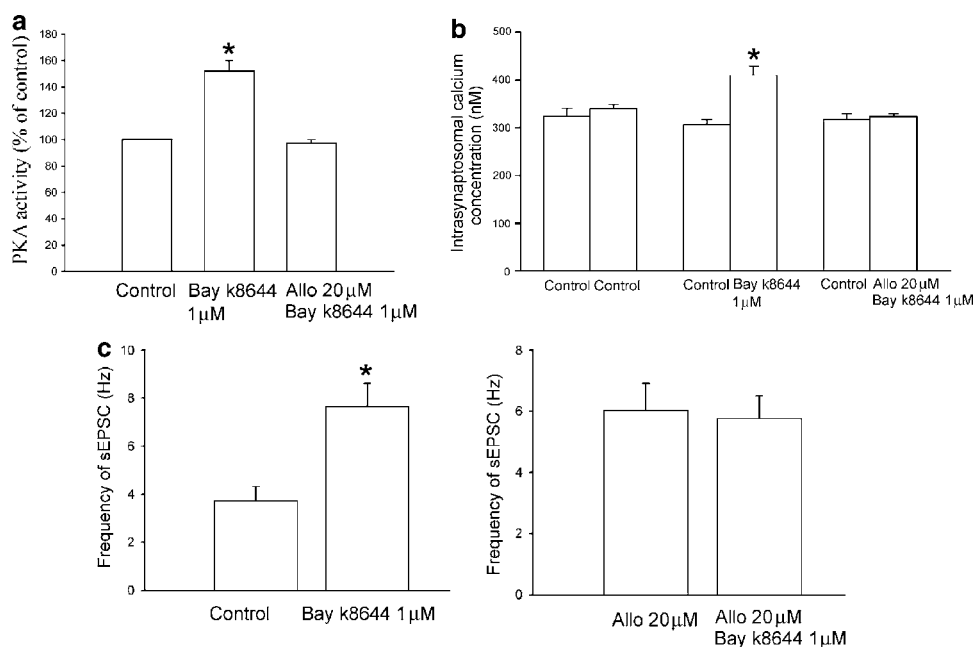 a
PKA activity (% of control)
180
160
140
120
100
80
60
40
20
0
*
Control
Bay k8644
1µM
Allo 20µM
Bay k8644 1µM
b
Intrasynaptosomal calcium
concentration (nM)
500
400
300
200
100
0
*
Control Control
Control Bay k8644
1µM
Control Allo 20µM
Bay k8644 1µM
c
Frequency of sEPSC (Hz)
10
8
6
4
2
0
*
Control
Bay k8644 1µM
Frequency of sEPSC (Hz)
8
6
4
2
0
Allo 20µM
Allo 20µM
Bay k8644 1µM